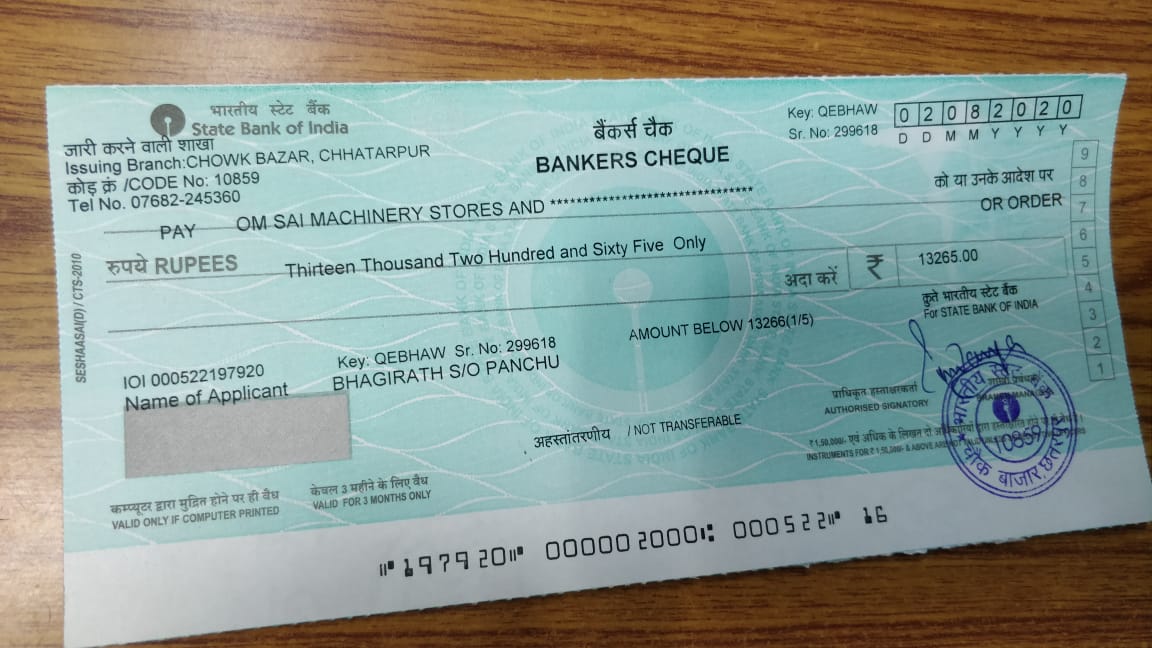 भारतीय स्टेट बैंक
State Bank of India
जारी करने वाली शाखा
Issuing Branch:CHOWK BAZAR, CHHATARPUR
कोड़ क्रं /CODE No: 10859
Tel No. 07682-245360
बैंकर्स चैक
BANKERS CHEQUE
Key: QEBHAW
Sr. No: 299618
0 2 0 8 2 0 2 0
D D M M Y Y Y Y
PAY OM SAI MACHINERY STORES AND ******************************
को या उनके आदेश पर
OR ORDER
रुपये RUPEES Thirteen Thousand Two Hundred and Sixty Five Only
अदा करें ₹ 13265.00
9
8
7
6
5
4
3
2
1
SESHAASAI(D) / CTS-2010
कृते भारतीय स्टेट बैंक
For STATE BANK OF INDIA
AMOUNT BELOW 13266(1/5)
IOI 000522197920
Key: QEBHAW Sr. No: 299618
Name of Applicant BHAGIRATH S/O PANCHU
प्राधिकृत हस्ताक्षरकर्ता
AUTHORISED SIGNATORY
अहस्तांतरणीय / NOT TRANSFERABLE
₹ 1,50,000/- एवं अधिक के लिखत दो
INSTRUMENTS FOR ₹ 1,50,000/- & ABOVE ARE
भारतीय स्टेट बैंक
10859
चौक बाजार, छतरपुर
कम्प्यूटर द्वारा मुद्रित होने पर ही वैध
VALID ONLY IF COMPUTER PRINTED
केवल 3 महीने के लिए वैध
VALID FOR 3 MONTHS ONLY
⑈197920⑈ 000002000⑆ 000522⑈ 16